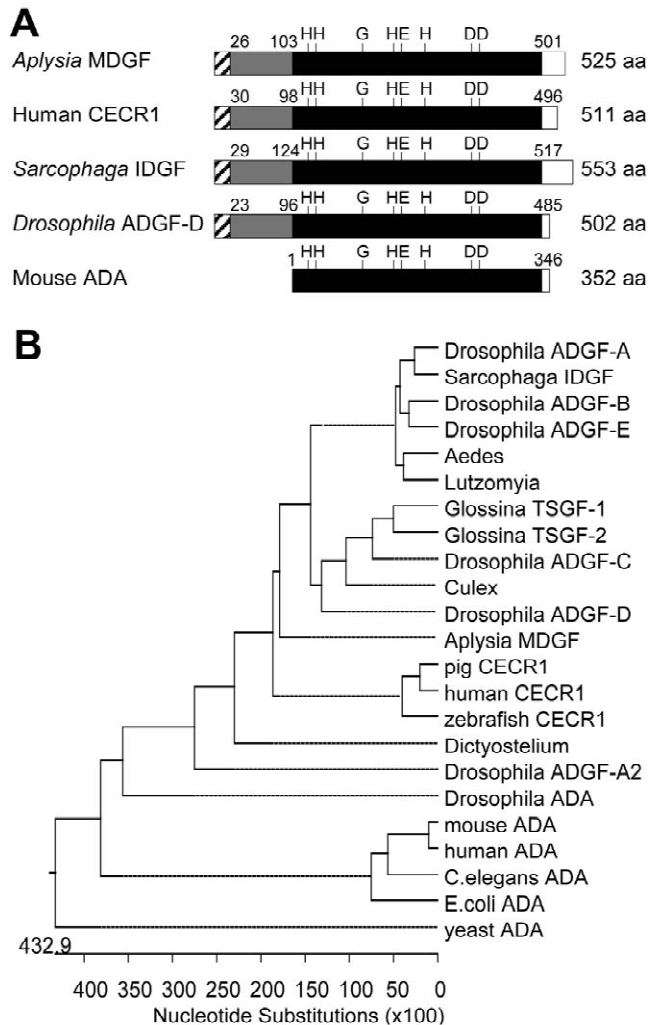 A
26 103 HH G HE H DD 501
Aplysia MDGF 525 aa
30 98 HH G HE H DD 496
Human CECR1 511 aa
29 124 HH G HE H DD 517
Sarcophaga IDGF 553 aa
23 96 HH G HE H DD 485
Drosophila ADGF-D 502 aa
1 HH G HE H DD 346
Mouse ADA 352 aa
B
Drosophila ADGF-A
Sarcophaga IDGF
Drosophila ADGF-B
Drosophila ADGF-E
Aedes
Lutzomyia
Glossina TSGF-1
Glossina TSGF-2
Drosophila ADGF-C
Culex
Drosophila ADGF-D
Aplysia MDGF
pig CECR1
human CECR1
zebrafish CECR1
Dictyostelium
Drosophila ADGF-A2
Drosophila ADA
mouse ADA
human ADA
C.elegans ADA
E.coli ADA
yeast ADA
432.9
400 350 300 250 200 150 100 50 0
Nucleotide Substitutions (x100)